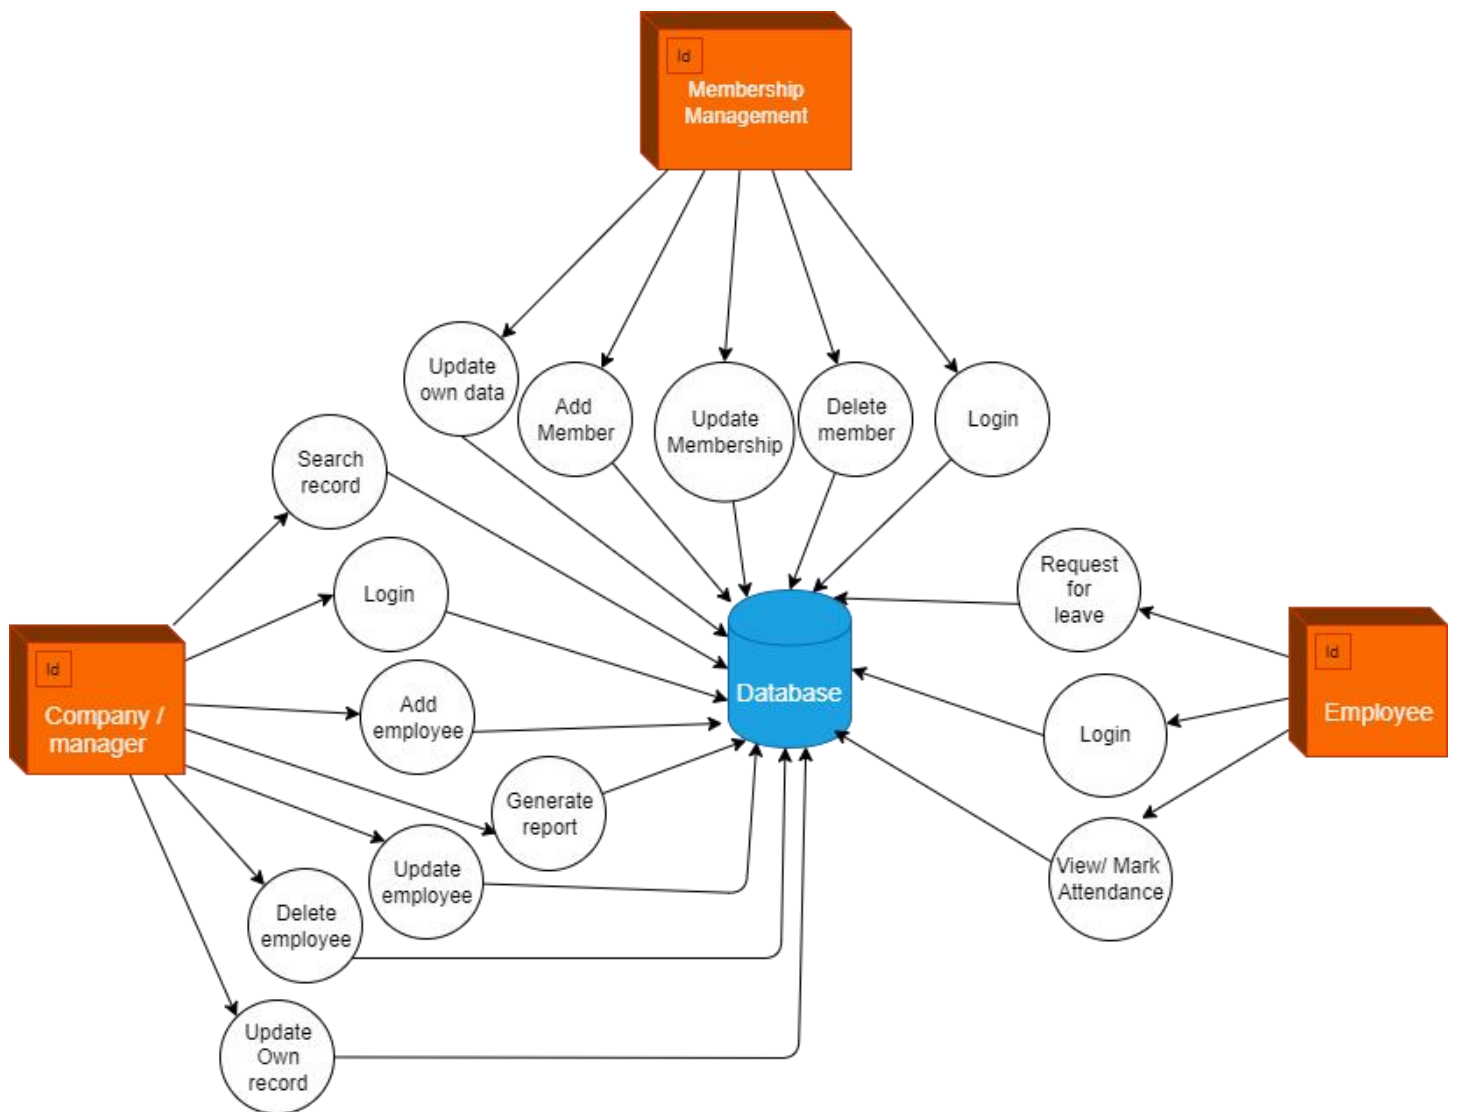 Id
Membership
Management
Update
own data
Add
Member
Update
Membership
Delete
member
Login
Search
record
Login
Request
for
leave
Id
Company /
manager
Add
employee
Database
Login
Id
Employee
Generate
report
Update
employee
View/ Mark
Attendance
Delete
employee
Update
Own
record